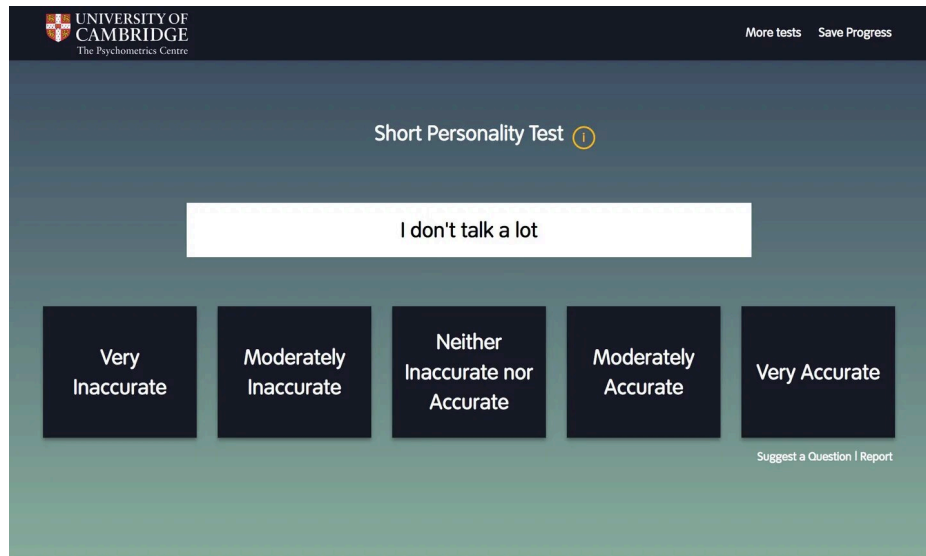 UNIVERSITY OF
CAMBRIDGE
The Psychometrics Centre
More tests Save Progress
Short Personality Test i
I don't talk a lot
Very
Inaccurate
Moderately
Inaccurate
Neither
Inaccurate nor
Accurate
Moderately
Accurate
Very Accurate
Suggest a Question | Report